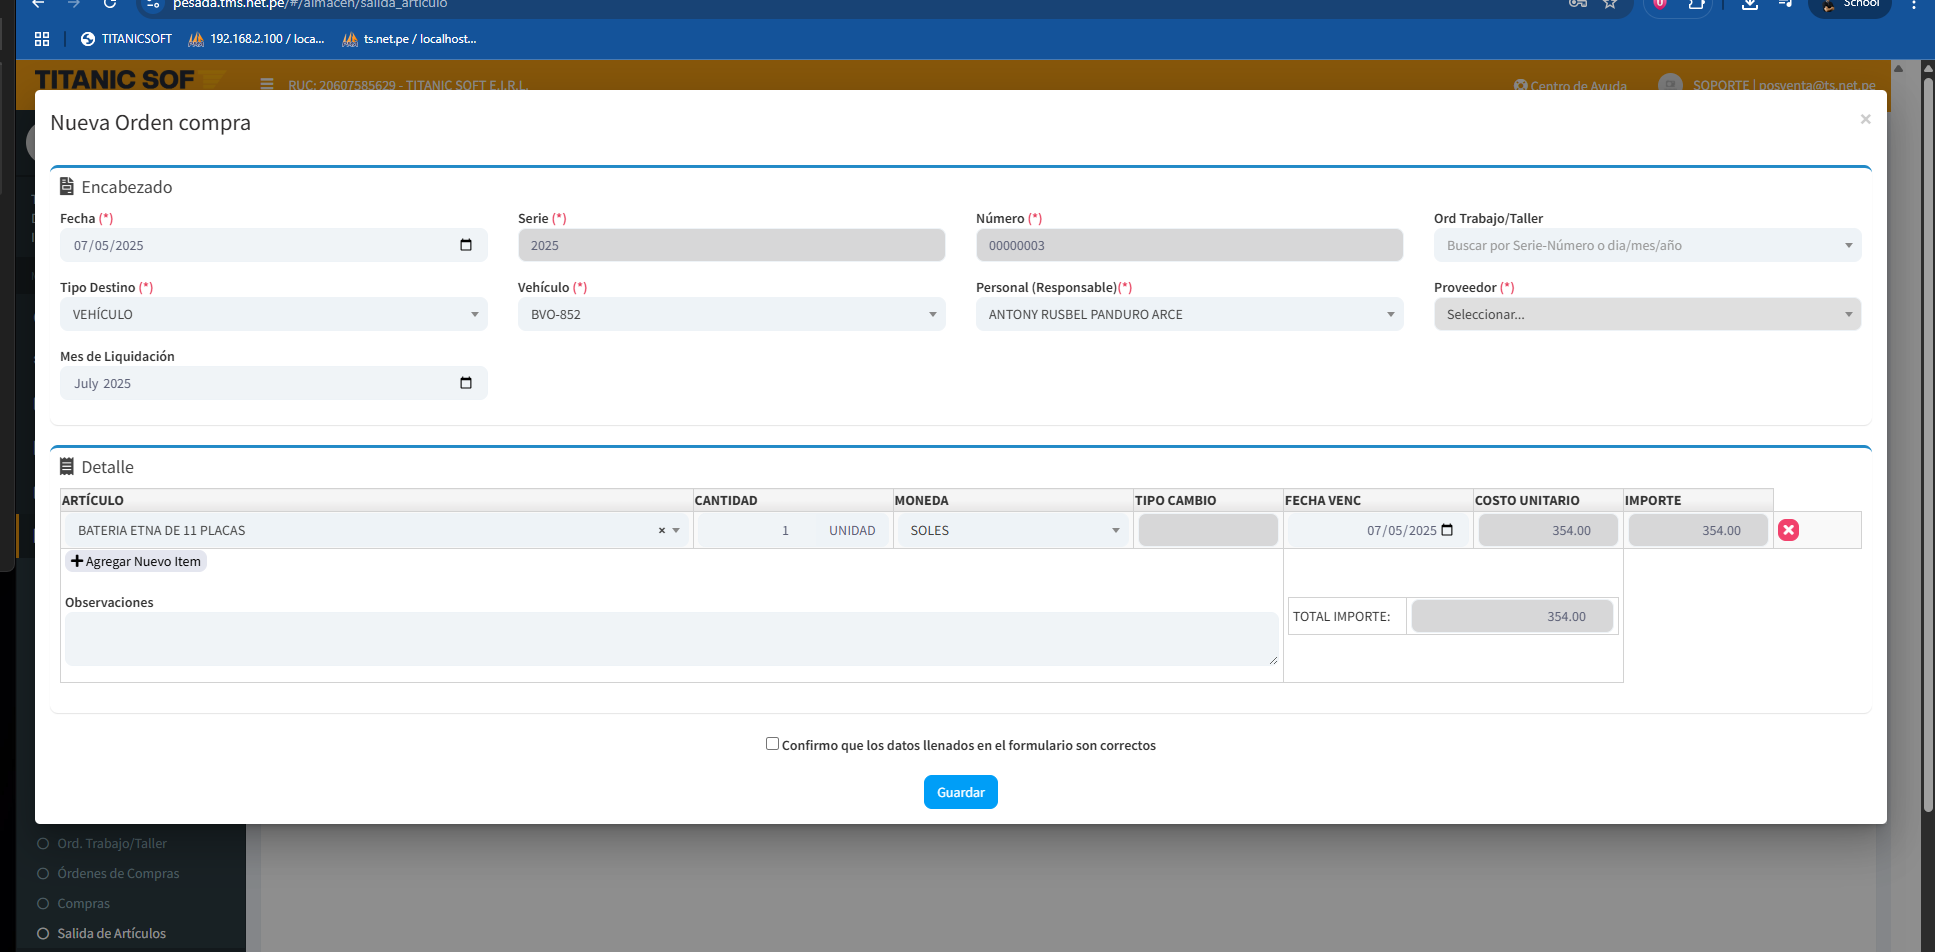 pesada.tms.net.pe/#/almacen/salida_articulo
School
TITANICSOFT
192.168.2.100 / loca...
ts.net.pe / localhost...
TITANIC SOF
RUC: 20607585629 - TITANIC SOFT E.I.R.L.
Centro de Ayuda
SOPORTE | posventa@ts.net.pe
Nueva Orden compra
×
Encabezado
Fecha (*)
Serie (*)
Número (*)
Ord Trabajo/Taller
07/05/2025
2025
00000003
Buscar por Serie-Número o dia/mes/año
Tipo Destino (*)
Vehículo (*)
Personal (Responsable)(*)
Proveedor (*)
VEHÍCULO
BVO-852
ANTONY RUSBEL PANDURO ARCE
Seleccionar...
Mes de Liquidación
July 2025
Detalle
ARTÍCULO
CANTIDAD
MONEDA
TIPO CAMBIO
FECHA VENC
COSTO UNITARIO
IMPORTE
BATERIA ETNA DE 11 PLACAS
×
1
UNIDAD
SOLES
07/05/2025
354.00
354.00
Agregar Nuevo Item
Observaciones
TOTAL IMPORTE:
354.00
Confirmo que los datos llenados en el formulario son correctos
Guardar
Ord. Trabajo/Taller
Órdenes de Compras
Compras
Salida de Artículos